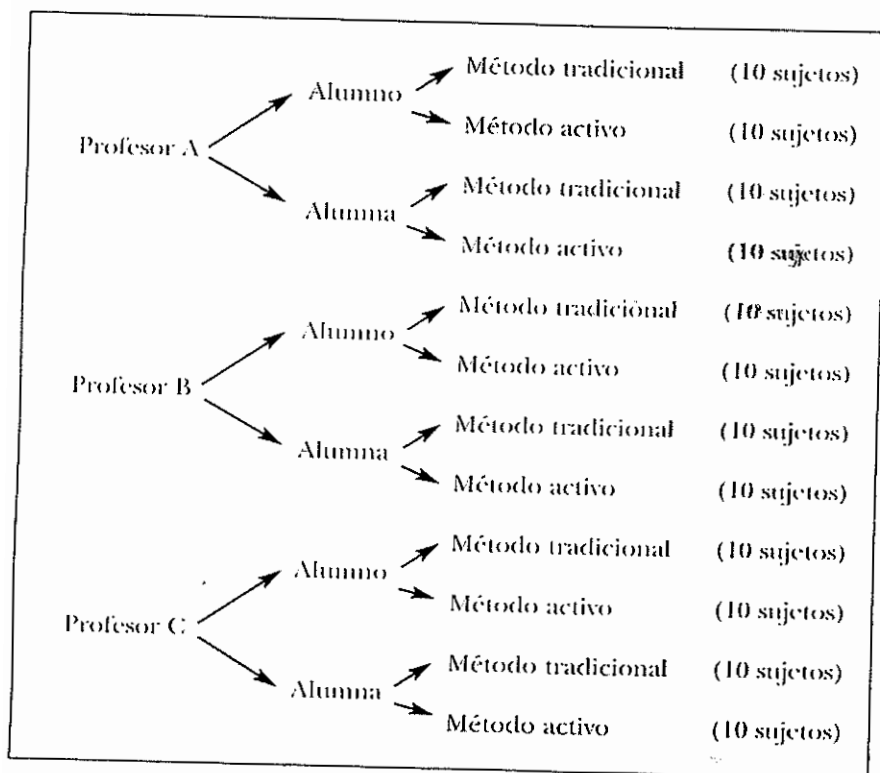 Método tradicional (10 sujetos)
Alumno
Método activo (10 sujetos)
Profesor A
Método tradicional (10 sujetos)
Alumna
Método activo (10 sujetos)
Método tradicional (10 sujetos)
Alumno
Método activo (10 sujetos)
Profesor B
Método tradicional (10 sujetos)
Alumna
Método activo (10 sujetos)
Método tradicional (10 sujetos)
Alumno
Método activo (10 sujetos)
Profesor C
Método tradicional (10 sujetos)
Alumna
Método activo (10 sujetos)